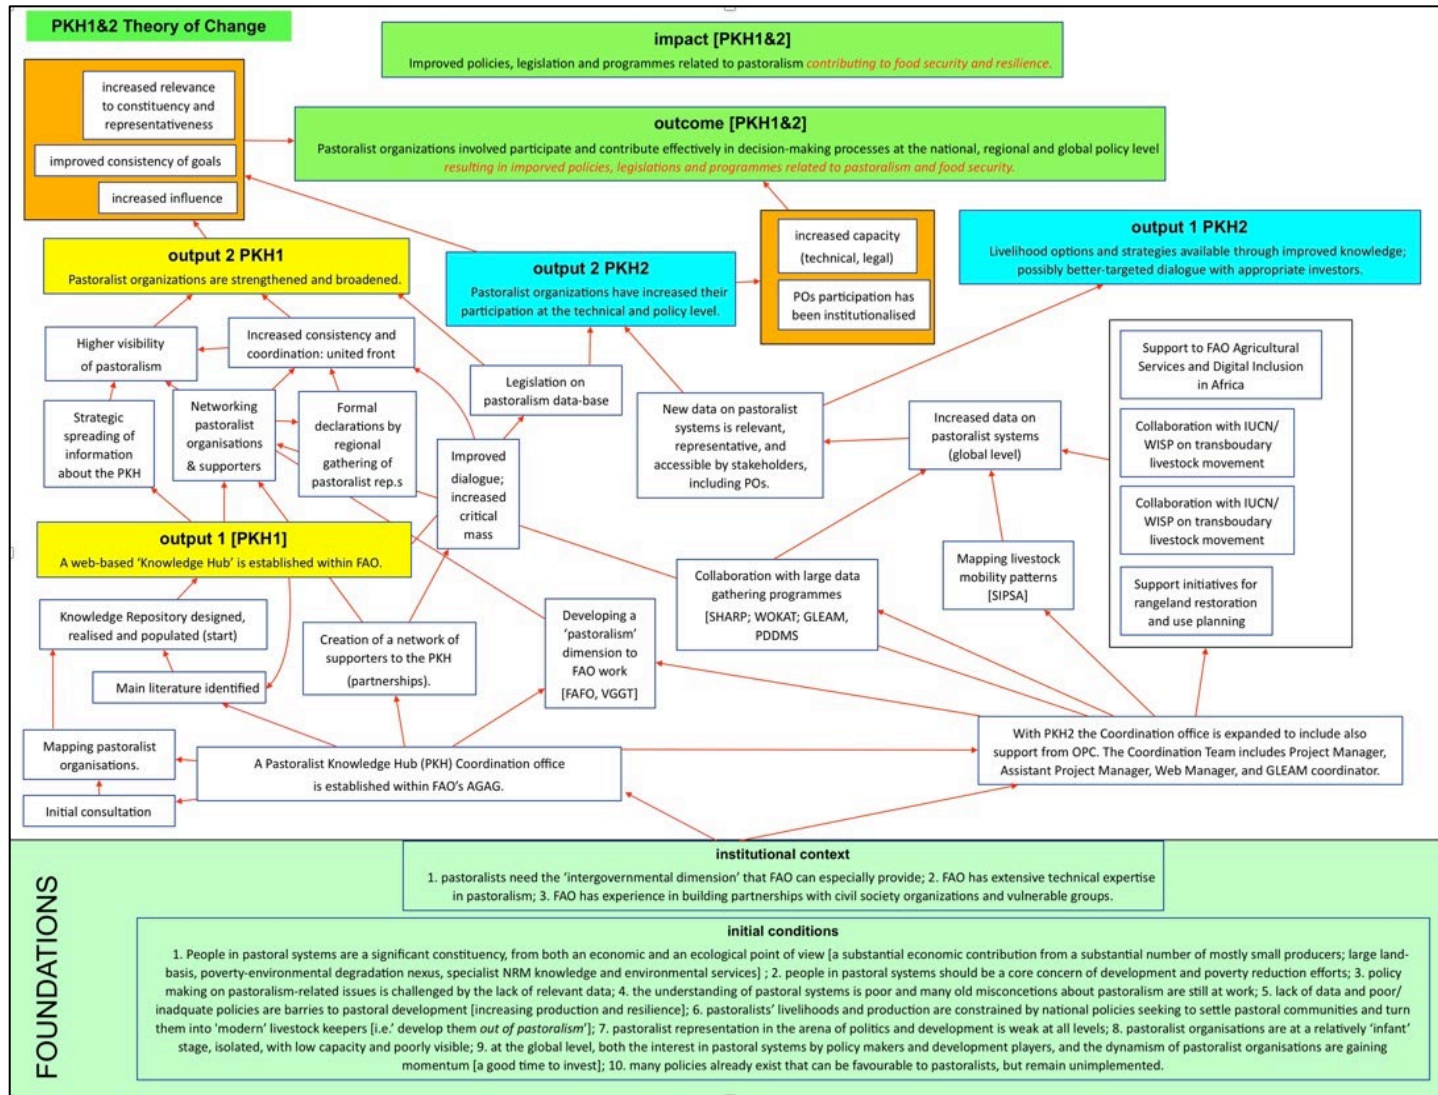 PKH1&2 Theory of Change
impact [PKH1&2]
Improved policies, legislation and programmes related to pastoralism contributing to food security and resilience.
increased relevance
to constituency and
representativeness
improved consistency of goals
increased influence
outcome [PKH1&2]
Pastoralist organizations involved participate and contribute effectively in decision-making processes at the national, regional and global policy level
resulting in imporved policies, legislations and programmes related to pastoralism and food security.
output 2 PKH1
Pastoralist organizations are strengthened and broadened.
output 2 PKH2
Pastoralist organizations have increased their
participation at the technical and policy level.
increased capacity
(technical, legal)
POs participation has
been institutionalised
output 1 PKH2
Livelihood options and strategies available through improved knowledge;
possibly better-targeted dialogue with appropriate investors.
Higher visibility
of pastoralism
Increased consistency and
coordination: united front
Legislation on
pastoralism data-base
Strategic
spreading of
information
about the PKH
Networking
pastoralist
organisations
& supporters
Formal
declarations by
regional
gathering of
pastoralist rep.s
Improved
dialogue;
increased
critical
mass
New data on pastoralist
systems is relevant,
representative, and
accessible by stakeholders,
including POs.
Increased data on
pastoralist systems
(global level)
Support to FAO Agricultural
Services and Digital Inclusion
in Africa
Collaboration with IUCN/
WISP on transboudary
livestock movement
Collaboration with IUCN/
WISP on transboudary
livestock movement
Support initiatives for
rangeland restoration
and use planning
output 1 [PKH1]
A web-based ‘Knowledge Hub’ is established within FAO.
Knowledge Repository designed,
realised and populated (start)
Main literature identified
Creation of a network of
supporters to the PKH
(partnerships).
Developing a
‘pastoralism’
dimension to
FAO work
[FAFO, VGGT]
Collaboration with large data
gathering programmes
[SHARP; WOKAT; GLEAM,
PDDMS]
Mapping livestock
mobility patterns
[SIPSA]
Mapping pastoralist
organisations.
Initial consultation
A Pastoralist Knowledge Hub (PKH) Coordination office
is established within FAO’s AGAG.
With PKH2 the Coordination office is expanded to include also
support from OPC. The Coordination Team includes Project Manager,
Assistant Project Manager, Web Manager, and GLEAM coordinator.
FOUNDATIONS
institutional context
1. pastoralists need the ‘intergovernmental dimension’ that FAO can especially provide; 2. FAO has extensive technical expertise
in pastoralism; 3. FAO has experience in building partnerships with civil society organizations and vulnerable groups.
initial conditions
1. People in pastoral systems are a significant constituency, from both an economic and an ecological point of view [a substantial economic contribution from a substantial number of mostly small producers; large land-
basis, poverty-environmental degradation nexus, specialist NRM knowledge and environmental services] ; 2. people in pastoral systems should be a core concern of development and poverty reduction efforts; 3. policy
making on pastoralism-related issues is challenged by the lack of relevant data; 4. the understanding of pastoral systems is poor and many old misconcetions about pastoralism are still at work; 5. lack of data and poor/
inadquate policies are barriers to pastoral development [increasing production and resilience]; 6. pastoralists’ livelihoods and production are constrained by national policies seeking to settle pastoral communities and turn
them into ‘modern’ livestock keepers [i.e.’ develop them out of pastoralism’]; 7. pastoralist representation in the arena of politics and development is weak at all levels; 8. pastoralist organisations are at a relatively ‘infant’
stage, isolated, with low capacity and poorly visible; 9. at the global level, both the interest in pastoral systems by policy makers and development players, and the dynamism of pastoralist organisations are gaining
momentum [a good time to invest]; 10. many policies already exist that can be favourable to pastoralists, but remain unimplemented.